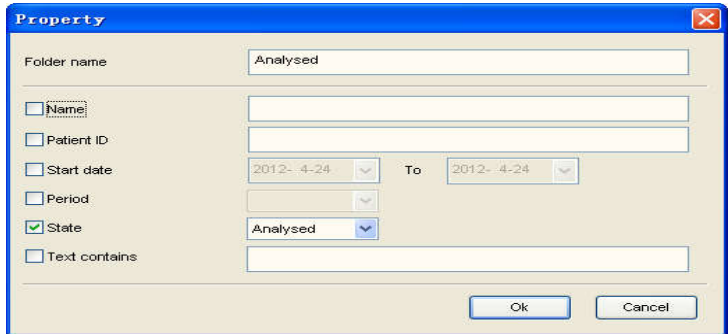 Property
Folder name Analysed
Name
Patient ID
Start date 2012- 4-24 To 2012- 4-24
Period
State Analysed
Text contains
Ok Cancel